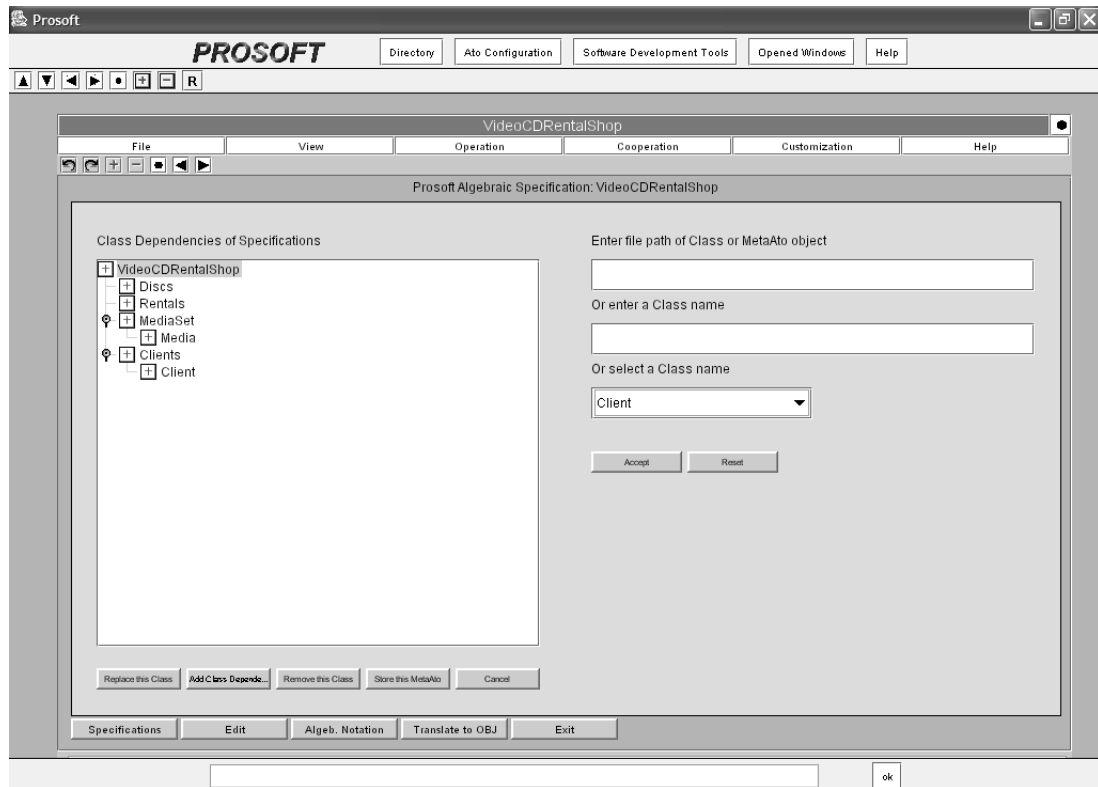 Prosoft
PROSOFT Directory Ato Configuration Software Development Tools Opened Windows Help
R
VideoCDRentalShop
File View Operation Cooperation Customization Help
Prosoft Algebraic Specification: VideoCDRentalShop
Class Dependencies of Specifications
VideoCDRentalShop
Discs
Rentals
MediaSet
Media
Clients
Client
Enter file path of Class or MetaAto object
Or enter a Class name
Or select a Class name
Client
Accept Reset
Replace this Class Add Class Depende... Remove this Class Store this MetaAto Cancel
Specifications Edit Algeb. Notation Translate to OBJ Exit
ok